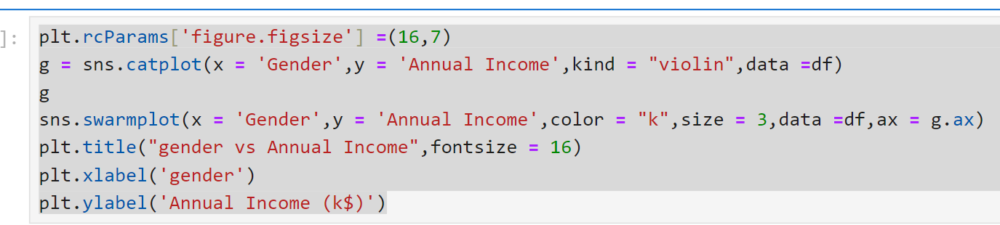 ]:
plt.rcParams['figure.figsize'] =(16,7)
g = sns.catplot(x = 'Gender',y = 'Annual Income',kind = "violin",data =df)
g
sns.swarmplot(x = 'Gender',y = 'Annual Income',color = "k",size = 3,data =df,ax = g.ax)
plt.title("gender vs Annual Income",fontsize = 16)
plt.xlabel('gender')
plt.ylabel('Annual Income (k$)')